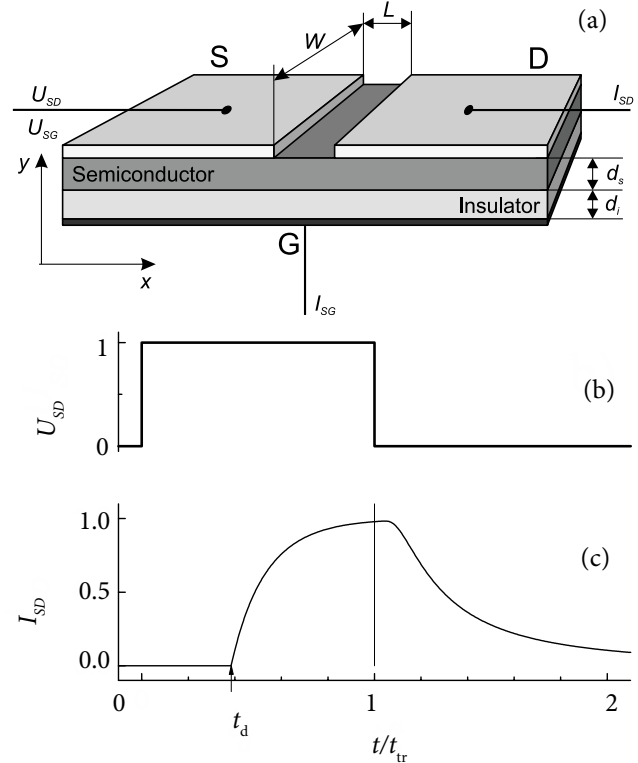 (a)
W
L
S
D
U_SD
I_SD
U_SG
y
Semiconductor
d_s
Insulator
d_i
G
x
I_SG
1
(b)
U_SD
0
1.0
(c)
I_SD
0.5
0.0
0
1
2
t_d
t/t_tr